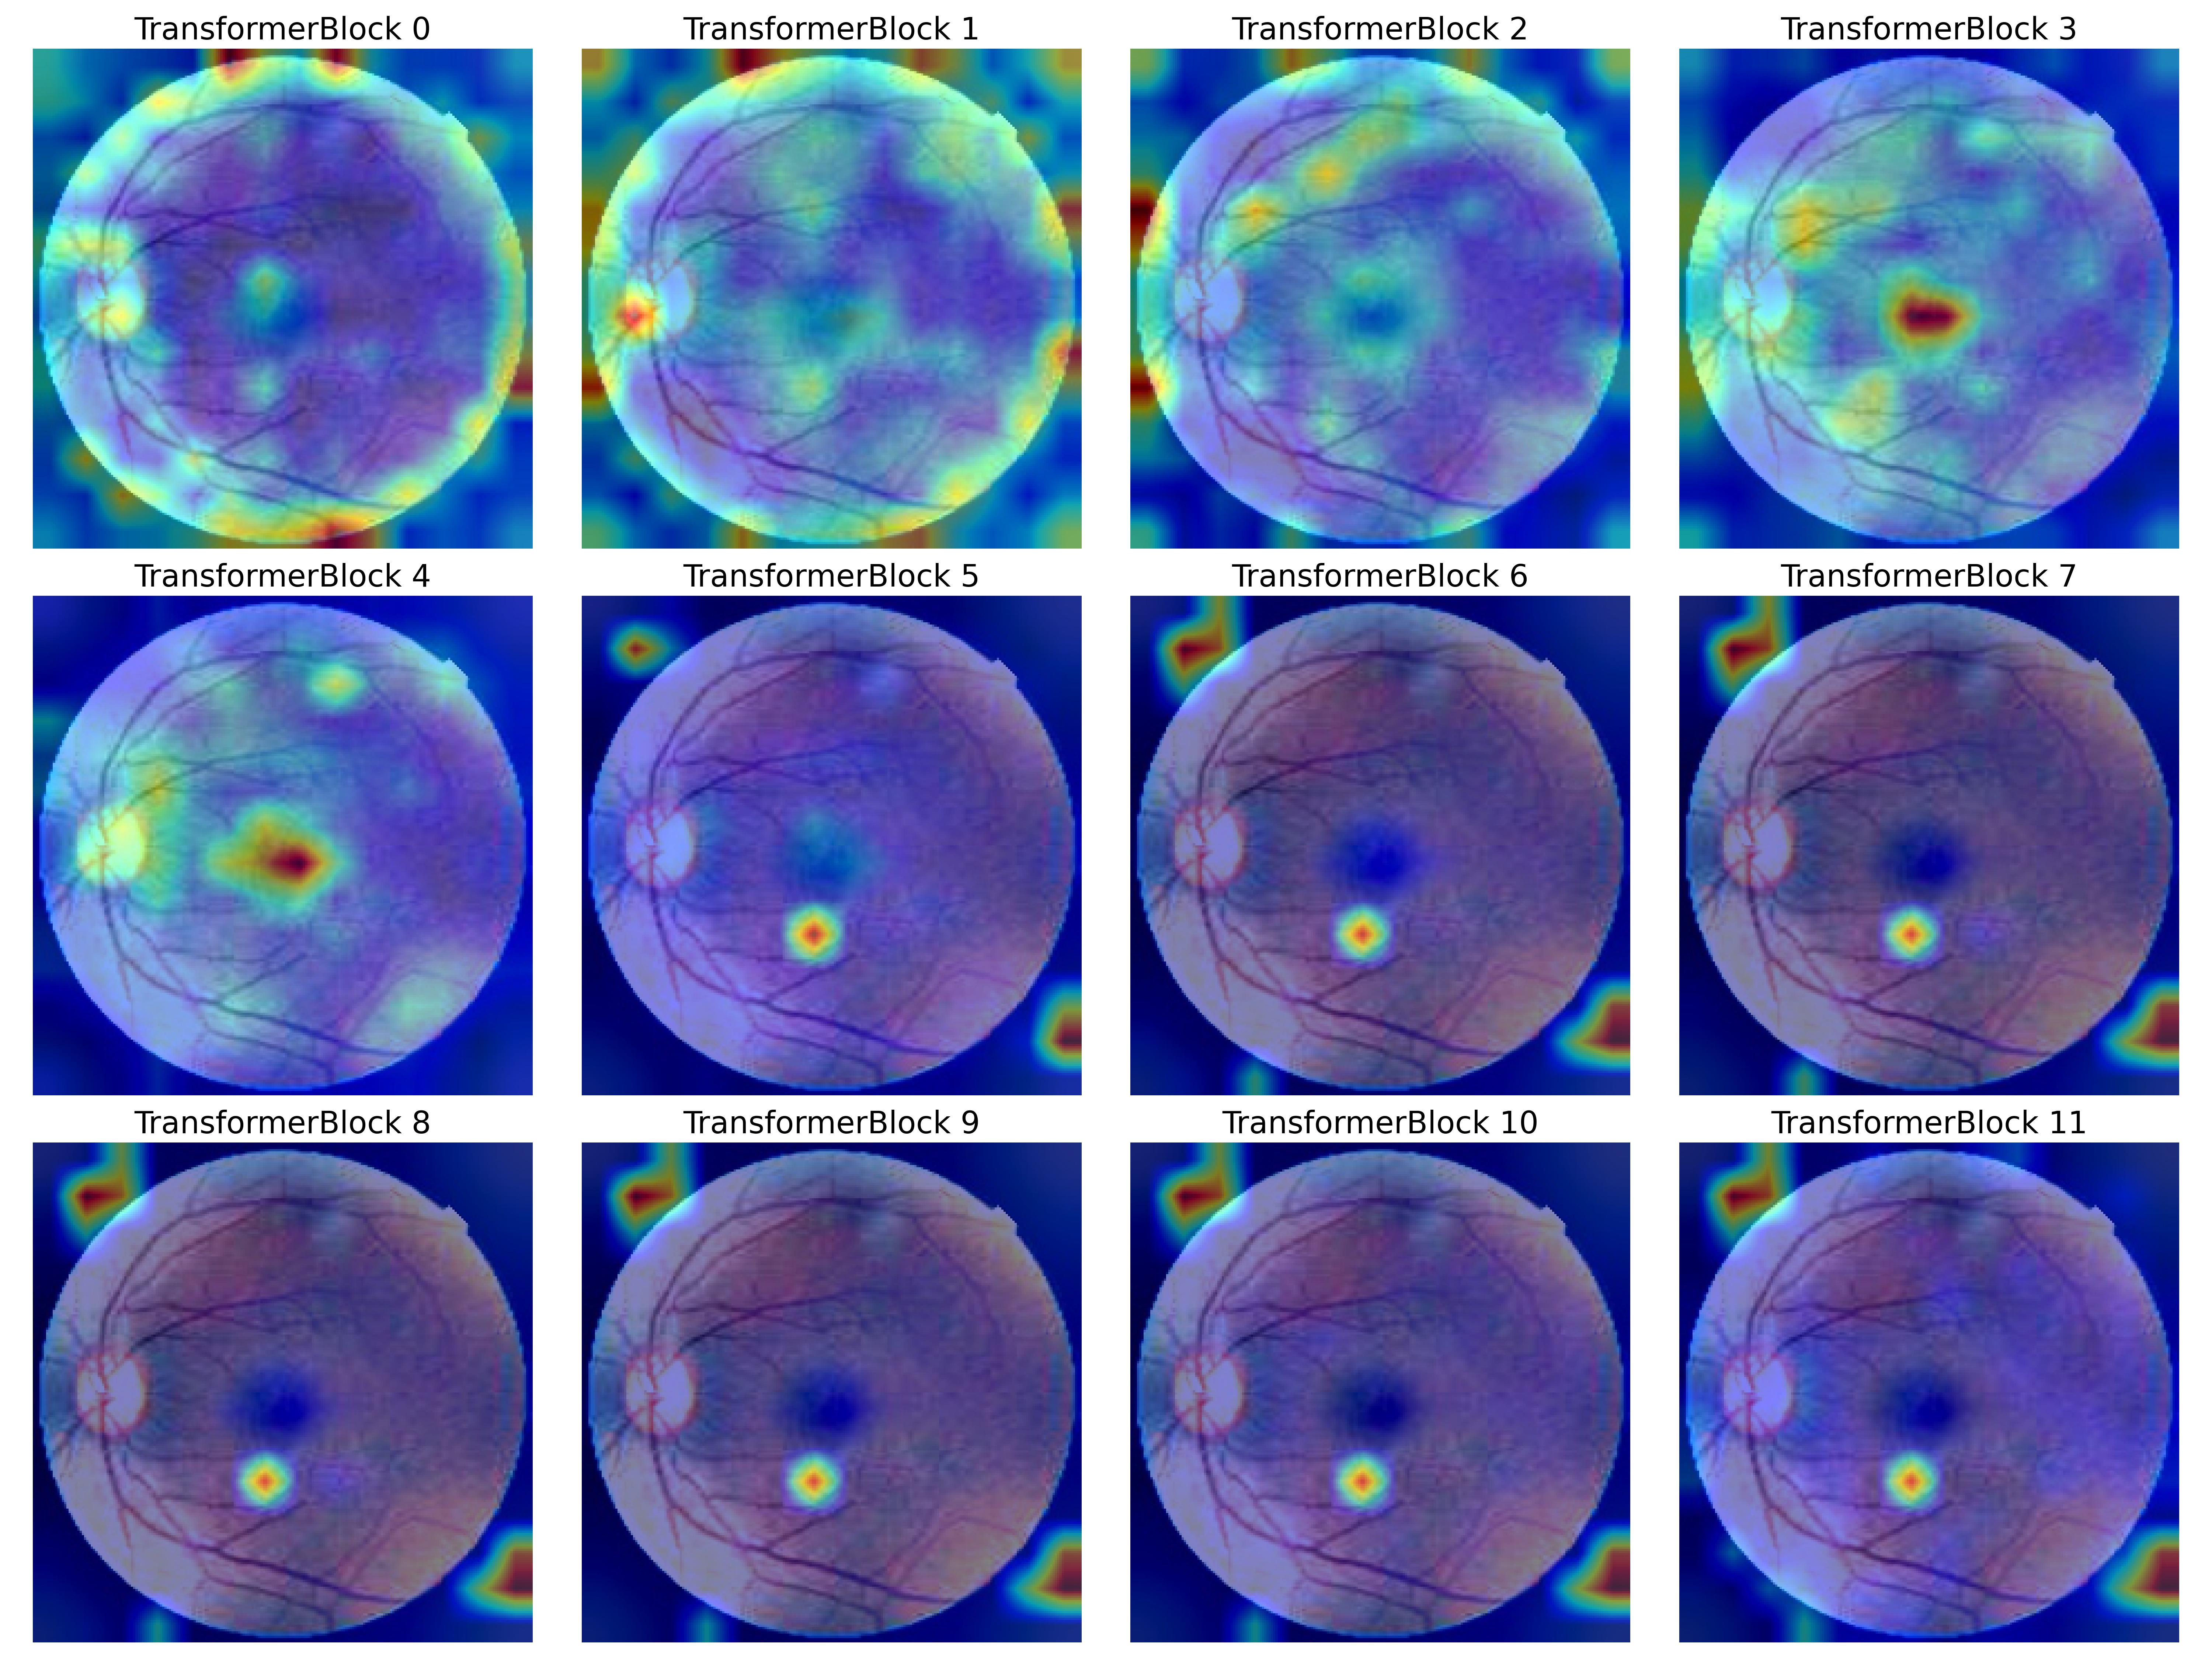 TransformerBlock 0
TransformerBlock 1
TransformerBlock 2
TransformerBlock 3
TransformerBlock 4
TransformerBlock 5
TransformerBlock 6
TransformerBlock 7
TransformerBlock 8
TransformerBlock 9
TransformerBlock 10
TransformerBlock 11